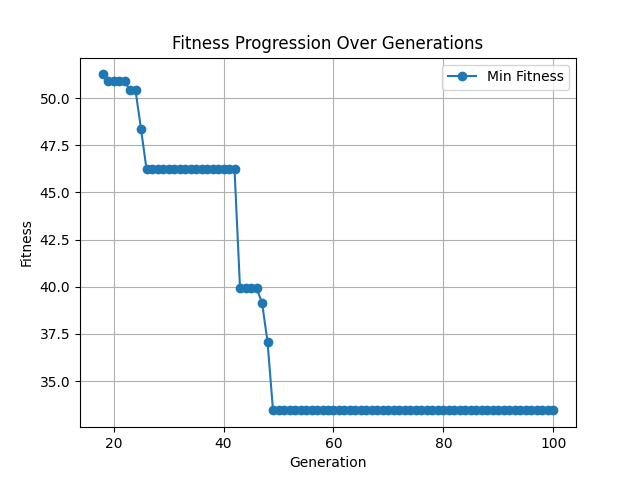 Fitness Progression Over Generations
Min Fitness
50.0
47.5
45.0
42.5
40.0
37.5
35.0
Fitness
20 40 60 80 100
Generation